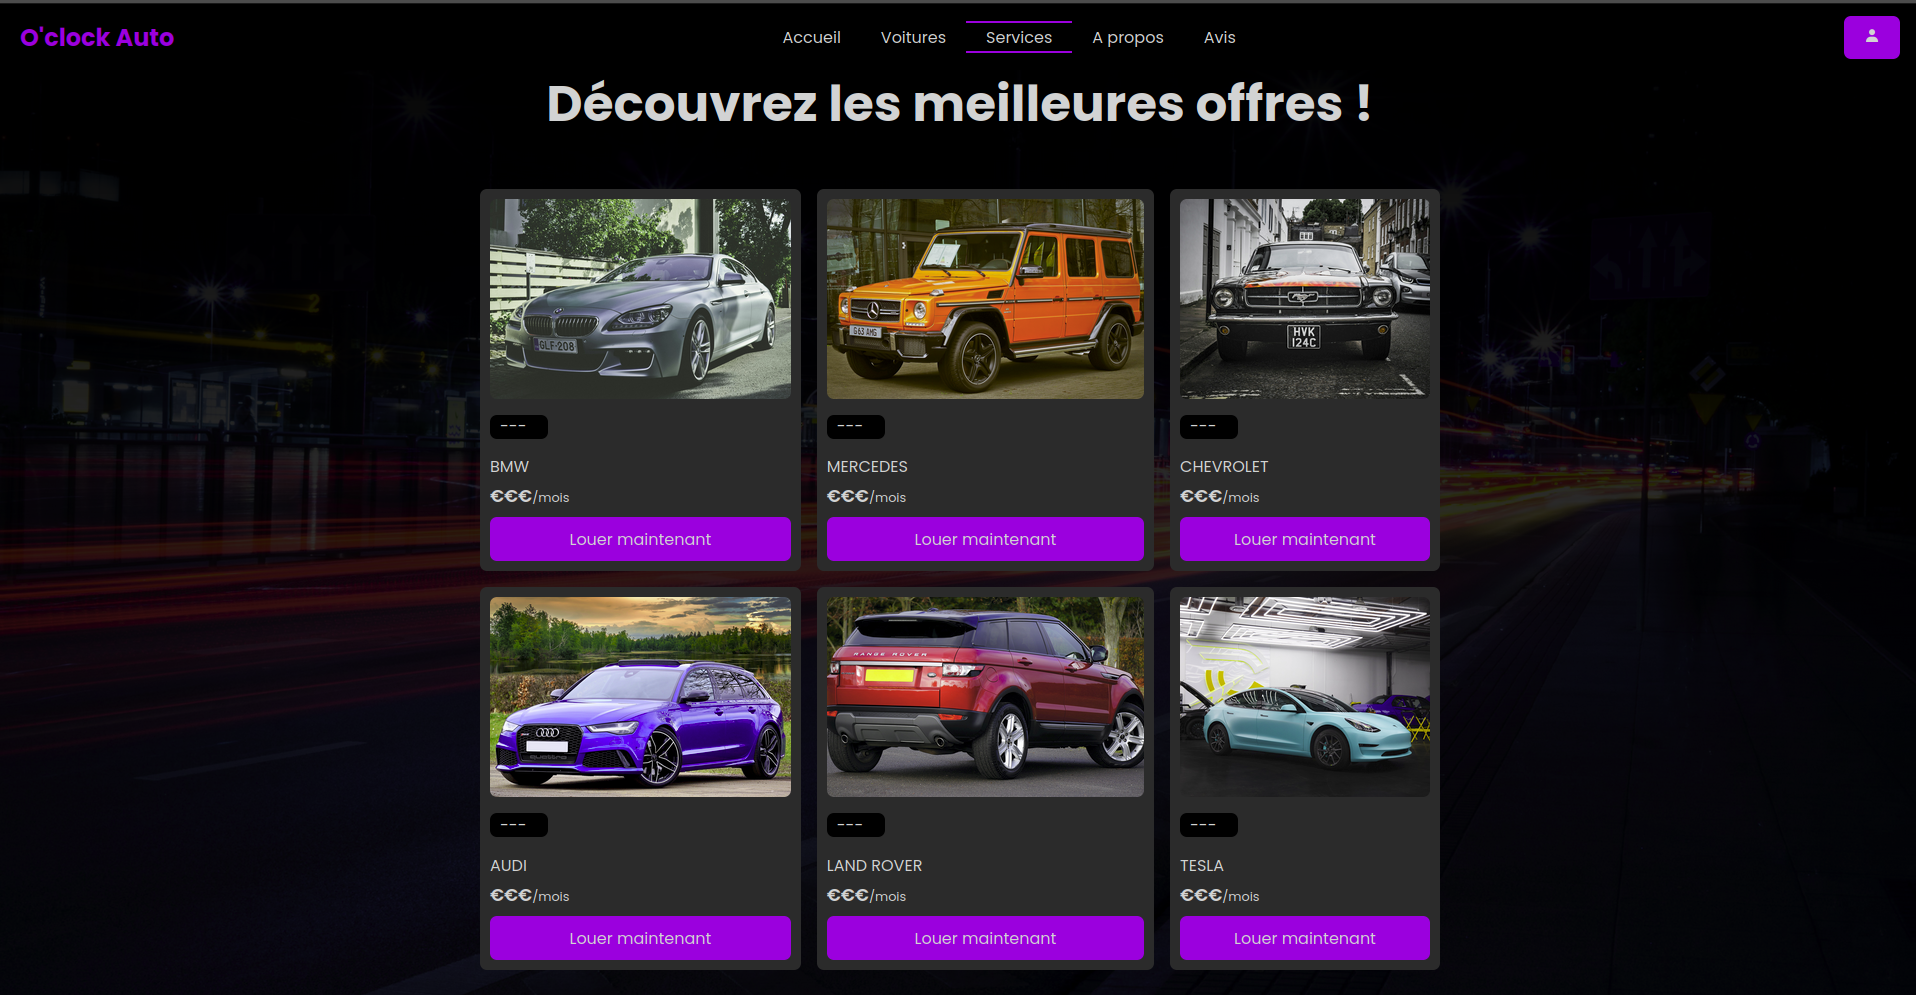 O'clock Auto
Accueil
Voitures
Services
A propos
Avis
Découvrez les meilleures offres !
GLF-208
G63 AMG
HVK
124C
---
---
---
BMW
MERCEDES
CHEVROLET
€€€/mois
€€€/mois
€€€/mois
Louer maintenant
Louer maintenant
Louer maintenant
quattro
RANGE ROVER
---
---
---
AUDI
LAND ROVER
TESLA
€€€/mois
€€€/mois
€€€/mois
Louer maintenant
Louer maintenant
Louer maintenant